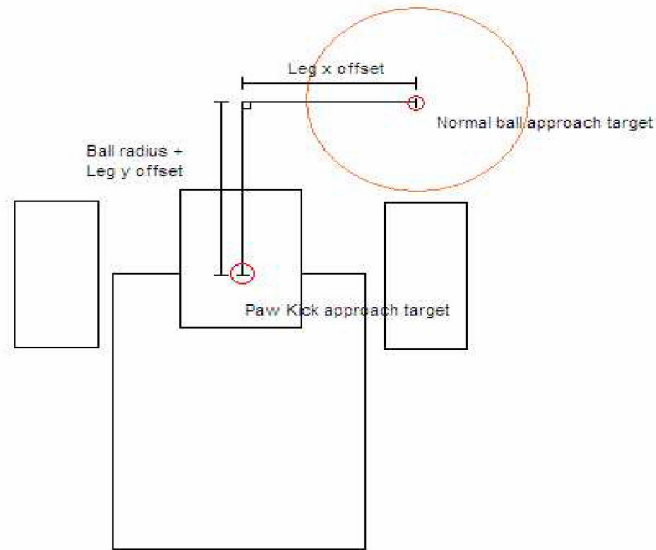 Leg x offset
Normal ball approach target
Ball radius +
Leg y offset
Paw Kick approach target